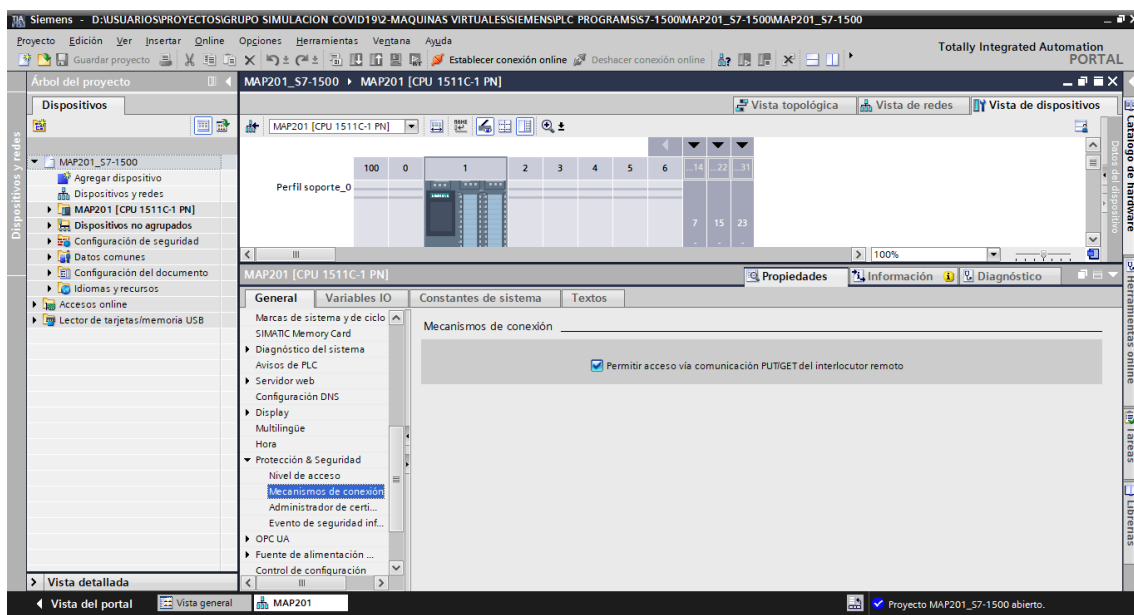 Siemens - D:\USUARIOS\PROYECTOS\GRUPO SIMULACION COVID19\2-MAQUINAS VIRTUALES\SIEMENS\PLC PROGRAMS\S7-1500\MAP201_S7-1500\MAP201_S7-1500
Proyecto Edición Ver Insertar Online Opciones Herramientas Ventana Ayuda
Totally Integrated Automation
PORTAL
Guardar proyecto Establecer conexión online Deshacer conexión online
Árbol del proyecto
MAP201_S7-1500 MAP201 [CPU 1511C-1 PN]
Dispositivos
Vista topológica Vista de redes Vista de dispositivos
MAP201 [CPU 1511C-1 PN]
MAP201_S7-1500
Agregar dispositivo
Dispositivos y redes
MAP201 [CPU 1511C-1 PN]
Dispositivos no agrupados
Configuración de seguridad
Datos comunes
Configuración del documento
Idiomas y recursos
Accesos online
Lector de tarjetas/memoria USB
Dispositivos y redes
100 0 1 2 3 4 5 6 ...14 ...22 ...31
Perfil soporte_0
7 15 23
100%
Datos del dispositivo
MAP201 [CPU 1511C-1 PN]
Propiedades Información Diagnóstico
General Variables IO Constantes de sistema Textos
Marcas de sistema y de ciclo
SIMATIC Memory Card
Diagnóstico del sistema
Avisos de PLC
Servidor web
Configuración DNS
Display
Multilingüe
Hora
Protección & Seguridad
Nivel de acceso
Mecanismos de conexión
Administrador de certi...
Evento de seguridad inf...
OPC UA
Fuente de alimentación ...
Control de configuración
Mecanismos de conexión
Permitir acceso vía comunicación PUT/GET del interlocutor remoto
Catálogo de hardware
Herramientas online
Tareas
Librerías
Vista detallada
Vista del portal Vista general MAP201
Proyecto MAP201_S7-1500 abierto.